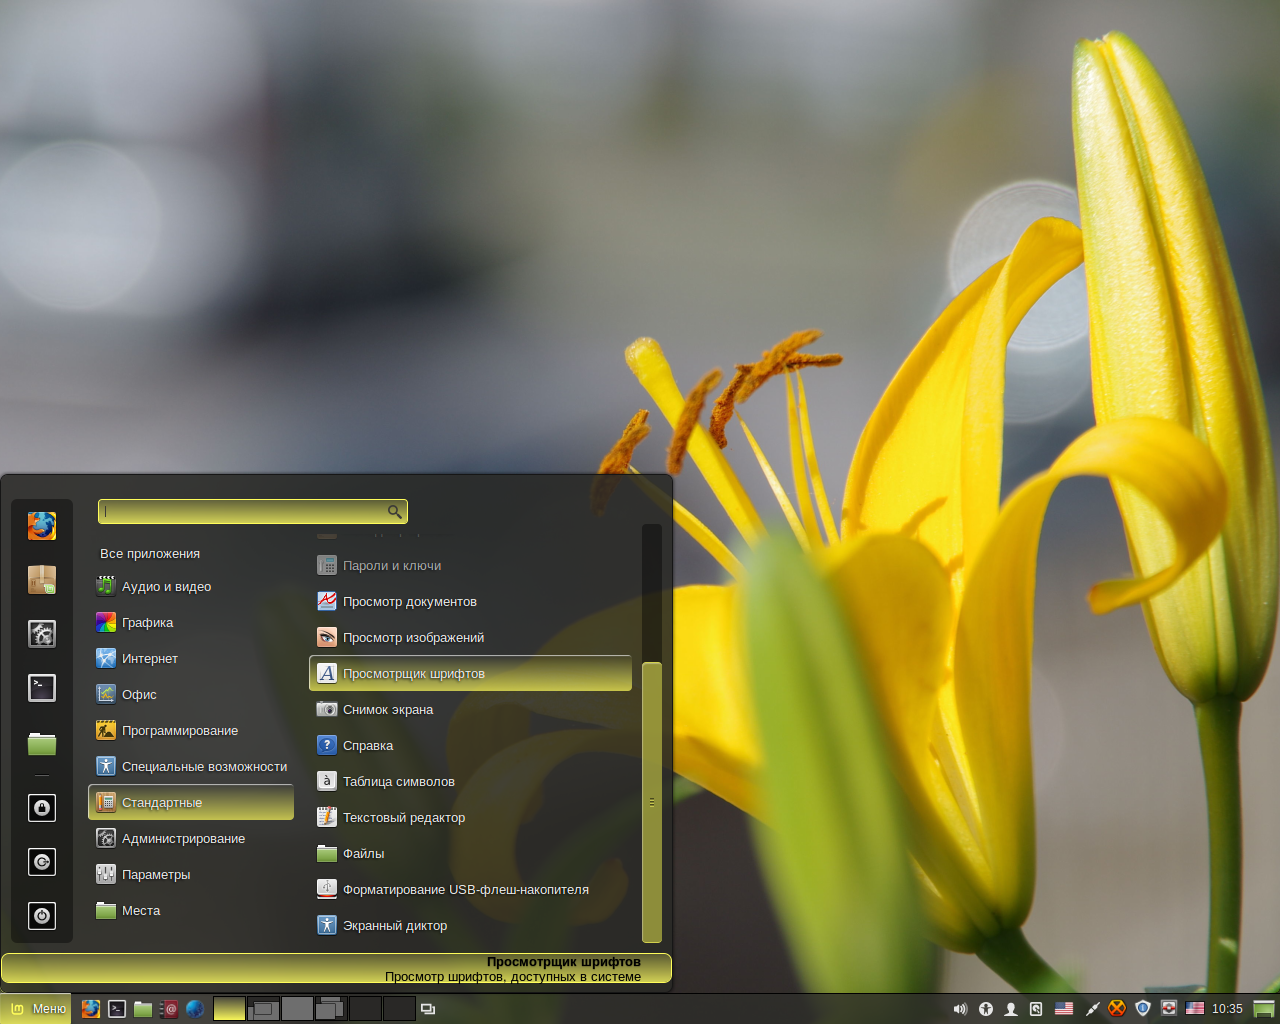 Все приложения
Аудио и видео
Графика
Интернет
Офис
Программирование
Специальные возможности
Стандартные
Администрирование
Параметры
Места
Пароли и ключи
Просмотр документов
Просмотр изображений
Просмотрщик шрифтов
Снимок экрана
Справка
Таблица символов
Текстовый редактор
Файлы
Форматирование USB-флеш-накопителя
Экранный диктор
Просмотрщик шрифтов
Просмотр шрифтов, доступных в системе
Меню
10:35